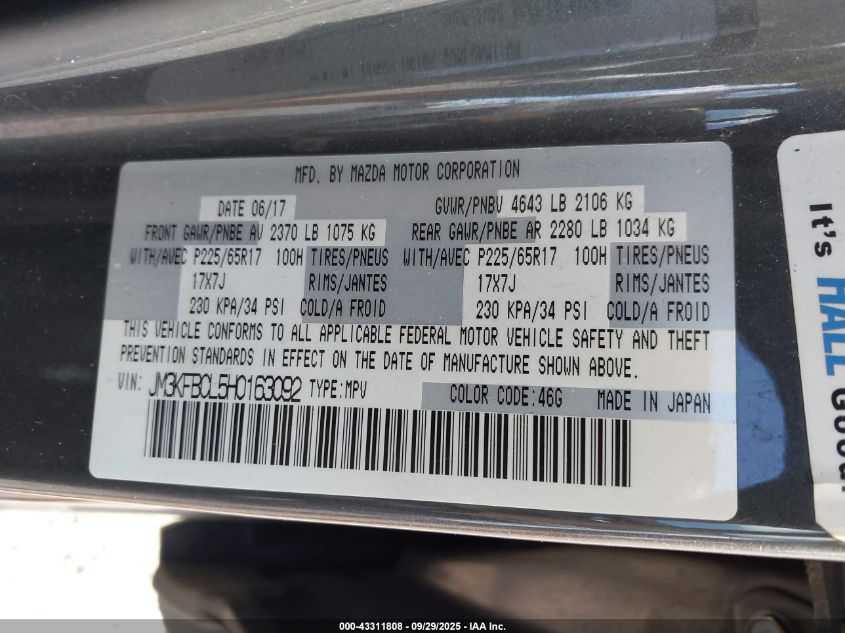 MFD. BY MAZDA MOTOR CORPORATION
DATE 06/17 GVWR/PNBV 4643 LB 2106 KG
FRONT GAWR/PNBE AV 2370 LB 1075 KG REAR GAWR/PNBE AR 2280 LB 1034 KG
WITH/AVEC P225/65R17 100H TIRES/PNEUS WITH/AVEC P225/65R17 100H TIRES/PNEUS
17X7J RIMS/JANTES 17X7J RIMS/JANTES
230 KPA/34 PSI COLD/A FROID 230 KPA/34 PSI COLD/A FROID
THIS VEHICLE CONFORMS TO ALL APPLICABLE FEDERAL MOTOR VEHICLE SAFETY AND THEFT
PREVENTION STANDARDS IN EFFECT ON THE DATE OF MANUFACTURE SHOWN ABOVE.
VIN: JM3KFBCL5H0163092 TYPE:MPV COLOR CODE:46G MADE IN JAPAN
It's
HALL
Good
000-43311808 - 09/29/2025 - IAA Inc.